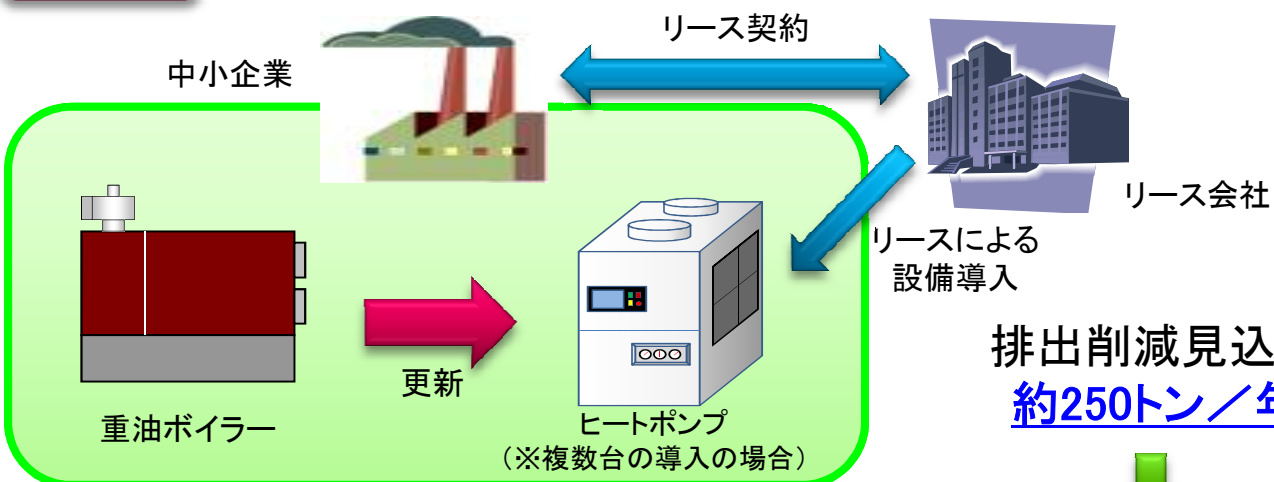 リース契約
中小企業
リース会社
リースによる
設備導入
更新
重油ボイラー
ヒートポンプ
（※複数台の導入の場合）
排出削減見込
約250トン／年